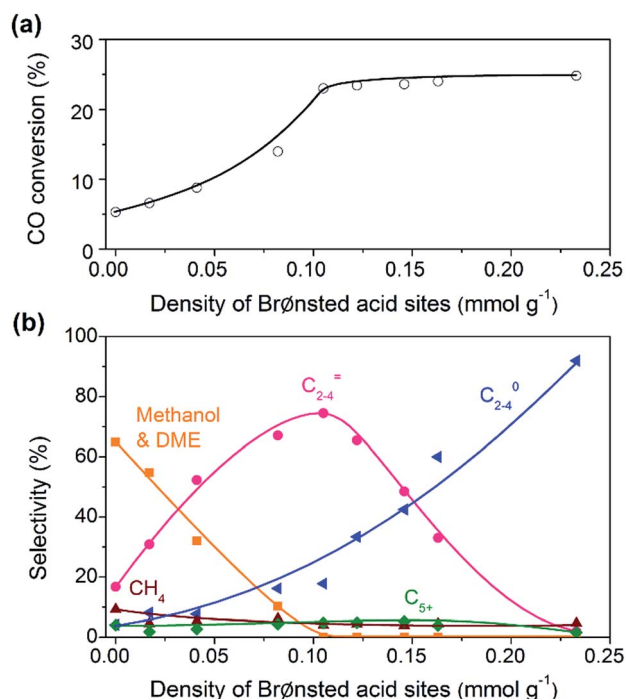 (a)
CO conversion (%)
30
20
10
0
0.00 0.05 0.10 0.15 0.20 0.25
Density of BrØnsted acid sites (mmol g⁻¹)
(b)
Selectivity (%)
100
80
60
40
20
0
Methanol
& DME
C₂₋₄⁼
C₂₋₄⁰
CH₄
C₅₊
0.00 0.05 0.10 0.15 0.20 0.25
Density of BrØnsted acid sites (mmol g⁻¹)